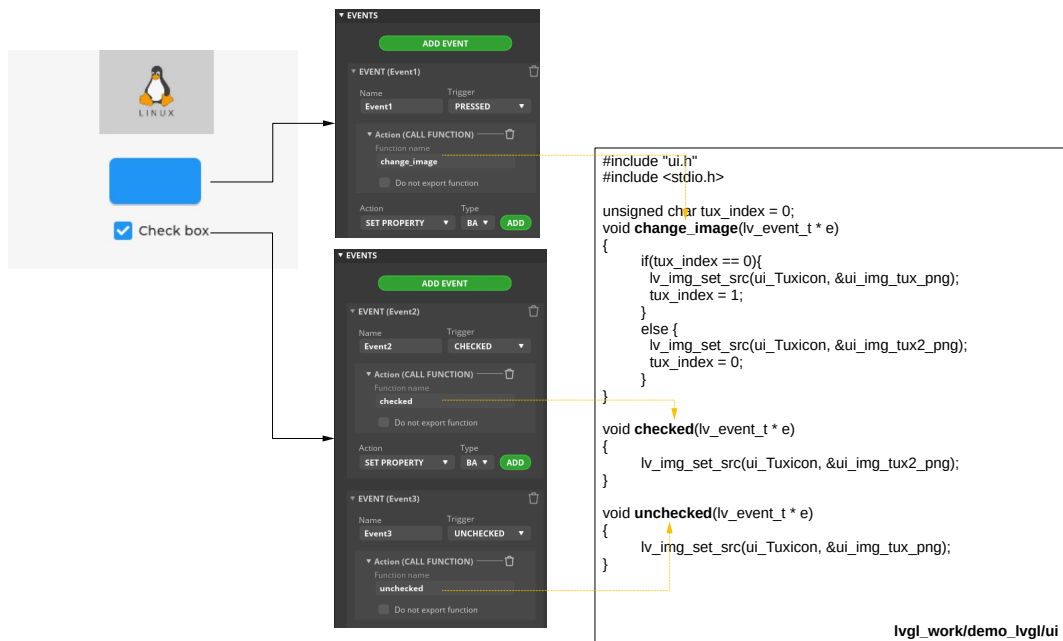 LINUX
Check box
▼ EVENTS
ADD EVENT
▼ EVENT (Event1)
Name Trigger
Event1 PRESSED ▼
▼ Action (CALL FUNCTION)
Function name
change_image
Do not export function
Action Type
SET PROPERTY ▼ BA ▼ ADD
▼ EVENTS
ADD EVENT
▼ EVENT (Event2)
Name Trigger
Event2 CHECKED ▼
▼ Action (CALL FUNCTION)
Function name
checked
Do not export function
Action Type
SET PROPERTY ▼ BA ▼ ADD
▼ EVENT (Event3)
Name Trigger
Event3 UNCHECKED ▼
▼ Action (CALL FUNCTION)
Function name
unchecked
Do not export function
#include "ui.h"
#include <stdio.h>
unsigned char tux_index = 0;
void change_image(lv_event_t * e)
{
if(tux_index == 0){
lv_img_set_src(ui_Tuxicon, &ui_img_tux_png);
tux_index = 1;
}
else {
lv_img_set_src(ui_Tuxicon, &ui_img_tux2_png);
tux_index = 0;
}
}
void checked(lv_event_t * e)
{
lv_img_set_src(ui_Tuxicon, &ui_img_tux2_png);
}
void unchecked(lv_event_t * e)
{
lv_img_set_src(ui_Tuxicon, &ui_img_tux_png);
}
lvgl_work/demo_lvgl/ui